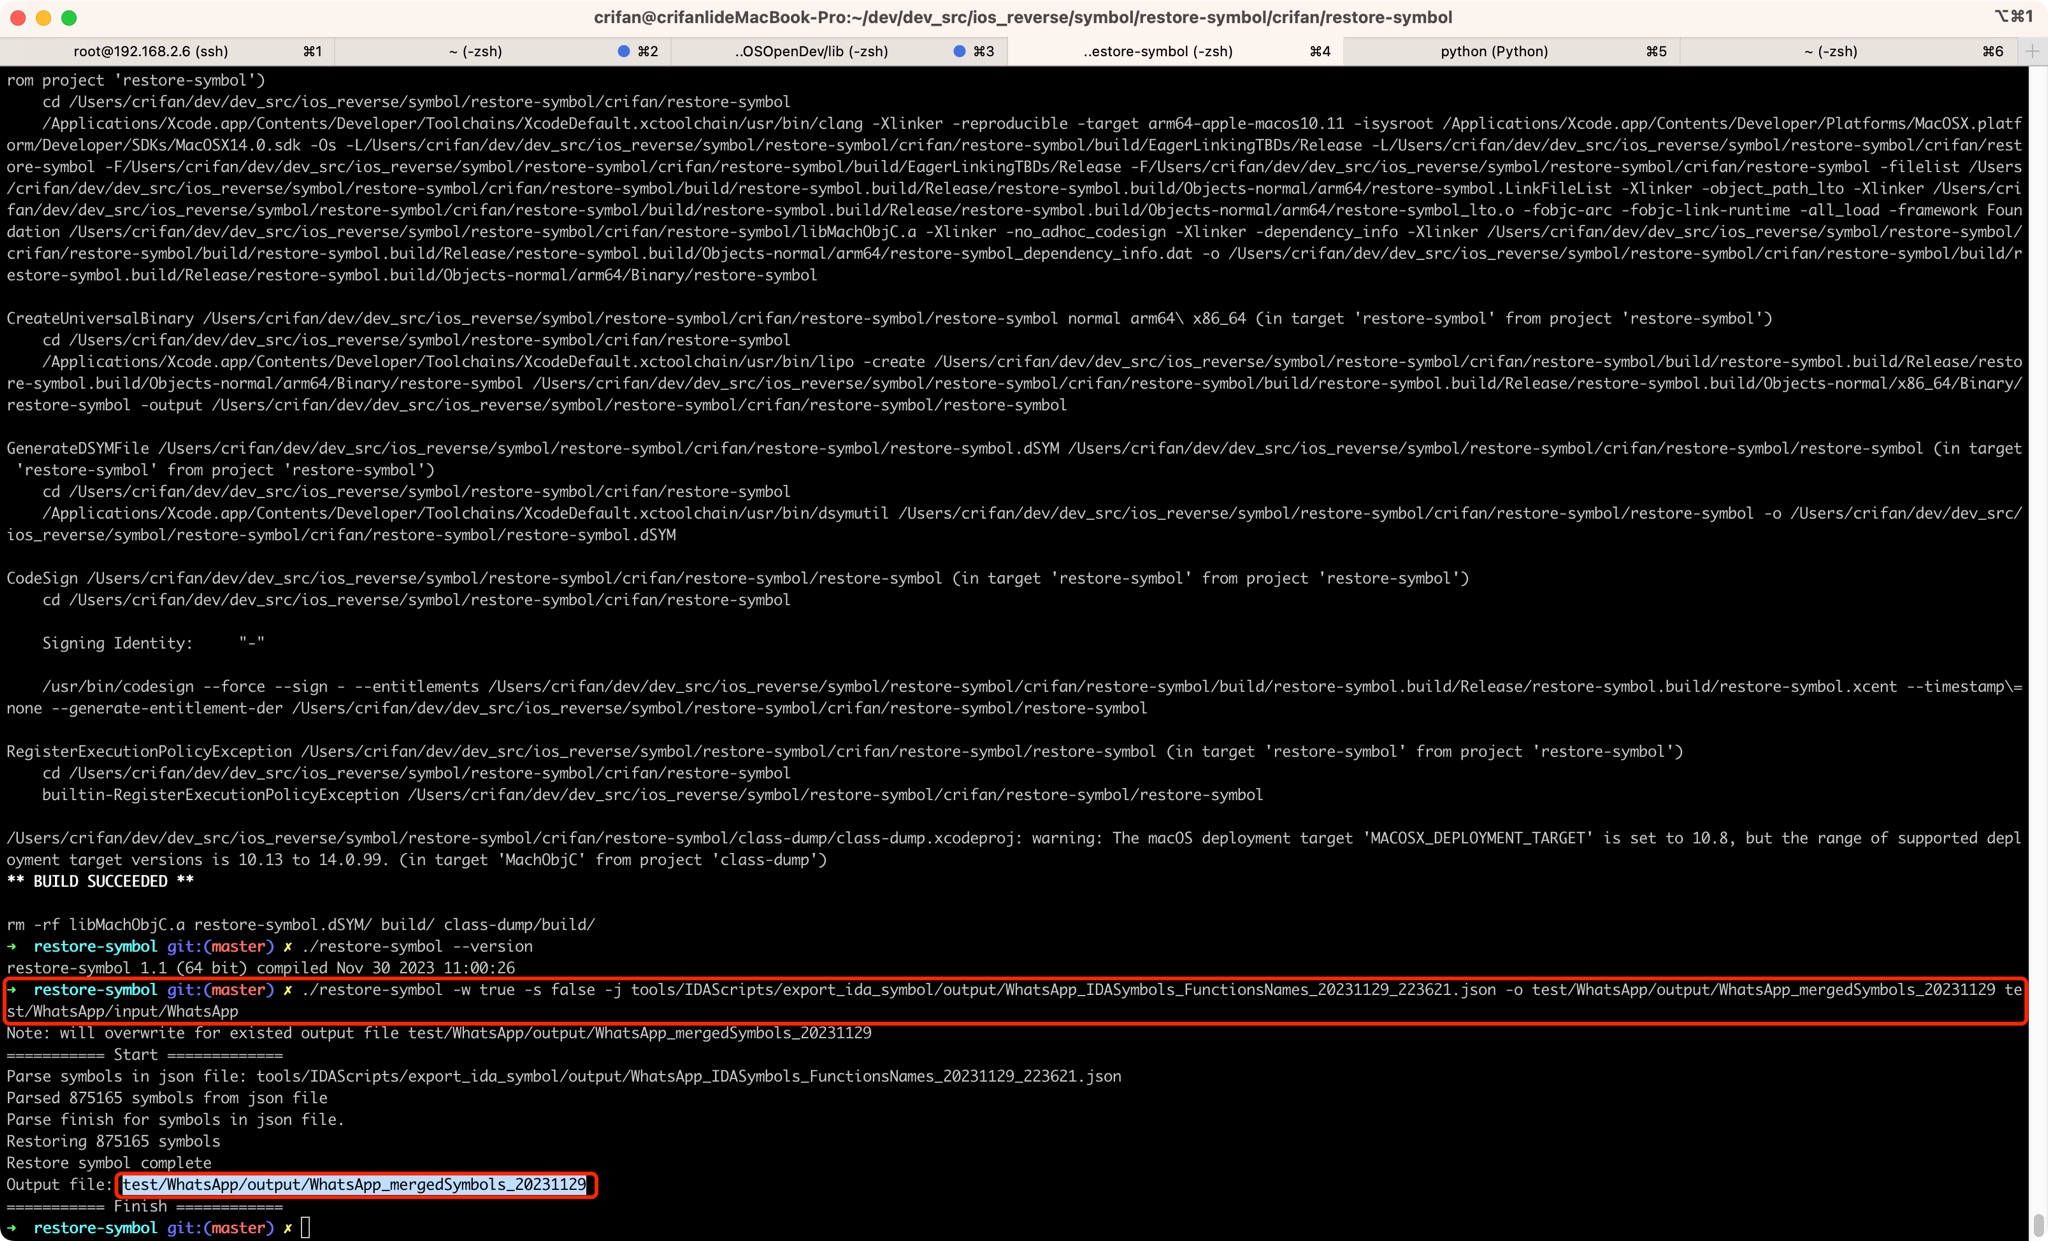 crifan@crifanlideMacBook-Pro:~/dev/dev_src/ios_reverse/symbol/restore-symbol/crifan/restore-symbol
⌥⌘1
root@192.168.2.6 (ssh) ⌘1 ~ (-zsh) ⌘2 ..OSOpenDev/lib (-zsh) ⌘3 ..estore-symbol (-zsh) ⌘4 python (Python) ⌘5 ~ (-zsh) ⌘6
rom project 'restore-symbol')
    cd /Users/crifan/dev/dev_src/ios_reverse/symbol/restore-symbol/crifan/restore-symbol
    /Applications/Xcode.app/Contents/Developer/Toolchains/XcodeDefault.xctoolchain/usr/bin/clang -Xlinker -reproducible -target arm64-apple-macos10.11 -isysroot /Applications/Xcode.app/Contents/Developer/Platforms/MacOSX.platf
orm/Developer/SDKs/MacOSX14.0.sdk -Os -L/Users/crifan/dev/dev_src/ios_reverse/symbol/restore-symbol/crifan/restore-symbol/build/EagerLinkingTBDs/Release -L/Users/crifan/dev/dev_src/ios_reverse/symbol/restore-symbol/crifan/rest
ore-symbol -F/Users/crifan/dev/dev_src/ios_reverse/symbol/restore-symbol/crifan/restore-symbol/build/EagerLinkingTBDs/Release -F/Users/crifan/dev/dev_src/ios_reverse/symbol/restore-symbol/crifan/restore-symbol -filelist /Users
/crifan/dev/dev_src/ios_reverse/symbol/restore-symbol/crifan/restore-symbol/build/restore-symbol.build/Release/restore-symbol.build/Objects-normal/arm64/restore-symbol.LinkFileList -Xlinker -object_path_lto -Xlinker /Users/cri
fan/dev/dev_src/ios_reverse/symbol/restore-symbol/crifan/restore-symbol/build/restore-symbol.build/Release/restore-symbol.build/Objects-normal/arm64/restore-symbol_lto.o -fobjc-arc -fobjc-link-runtime -all_load -framework Foun
dation /Users/crifan/dev/dev_src/ios_reverse/symbol/restore-symbol/crifan/restore-symbol/libMachObjC.a -Xlinker -no_adhoc_codesign -Xlinker -dependency_info -Xlinker /Users/crifan/dev/dev_src/ios_reverse/symbol/restore-symbol/
crifan/restore-symbol/build/restore-symbol.build/Release/restore-symbol.build/Objects-normal/arm64/restore-symbol_dependency_info.dat -o /Users/crifan/dev/dev_src/ios_reverse/symbol/restore-symbol/crifan/restore-symbol/build/r
estore-symbol.build/Release/restore-symbol.build/Objects-normal/arm64/Binary/restore-symbol
CreateUniversalBinary /Users/crifan/dev/dev_src/ios_reverse/symbol/restore-symbol/crifan/restore-symbol/restore-symbol normal arm64\ x86_64 (in target 'restore-symbol' from project 'restore-symbol')
    cd /Users/crifan/dev/dev_src/ios_reverse/symbol/restore-symbol/crifan/restore-symbol
    /Applications/Xcode.app/Contents/Developer/Toolchains/XcodeDefault.xctoolchain/usr/bin/lipo -create /Users/crifan/dev/dev_src/ios_reverse/symbol/restore-symbol/crifan/restore-symbol/build/restore-symbol.build/Release/resto
re-symbol.build/Objects-normal/arm64/Binary/restore-symbol /Users/crifan/dev/dev_src/ios_reverse/symbol/restore-symbol/crifan/restore-symbol/build/restore-symbol.build/Release/restore-symbol.build/Objects-normal/x86_64/Binary/
restore-symbol -output /Users/crifan/dev/dev_src/ios_reverse/symbol/restore-symbol/crifan/restore-symbol/restore-symbol
GenerateDSYMFile /Users/crifan/dev/dev_src/ios_reverse/symbol/restore-symbol/crifan/restore-symbol/restore-symbol.dSYM /Users/crifan/dev/dev_src/ios_reverse/symbol/restore-symbol/crifan/restore-symbol/restore-symbol (in target
 'restore-symbol' from project 'restore-symbol')
    cd /Users/crifan/dev/dev_src/ios_reverse/symbol/restore-symbol/crifan/restore-symbol
    /Applications/Xcode.app/Contents/Developer/Toolchains/XcodeDefault.xctoolchain/usr/bin/dsymutil /Users/crifan/dev/dev_src/ios_reverse/symbol/restore-symbol/crifan/restore-symbol/restore-symbol -o /Users/crifan/dev/dev_src/
ios_reverse/symbol/restore-symbol/crifan/restore-symbol/restore-symbol.dSYM
CodeSign /Users/crifan/dev/dev_src/ios_reverse/symbol/restore-symbol/crifan/restore-symbol/restore-symbol (in target 'restore-symbol' from project 'restore-symbol')
    cd /Users/crifan/dev/dev_src/ios_reverse/symbol/restore-symbol/crifan/restore-symbol
    Signing Identity:     "-"
    /usr/bin/codesign --force --sign - --entitlements /Users/crifan/dev/dev_src/ios_reverse/symbol/restore-symbol/crifan/restore-symbol/build/restore-symbol.build/Release/restore-symbol.build/restore-symbol.xcent --timestamp\=
none --generate-entitlement-der /Users/crifan/dev/dev_src/ios_reverse/symbol/restore-symbol/crifan/restore-symbol/restore-symbol
RegisterExecutionPolicyException /Users/crifan/dev/dev_src/ios_reverse/symbol/restore-symbol/crifan/restore-symbol/restore-symbol (in target 'restore-symbol' from project 'restore-symbol')
    cd /Users/crifan/dev/dev_src/ios_reverse/symbol/restore-symbol/crifan/restore-symbol
    builtin-RegisterExecutionPolicyException /Users/crifan/dev/dev_src/ios_reverse/symbol/restore-symbol/crifan/restore-symbol/restore-symbol
/Users/crifan/dev/dev_src/ios_reverse/symbol/restore-symbol/crifan/restore-symbol/class-dump/class-dump.xcodeproj: warning: The macOS deployment target 'MACOSX_DEPLOYMENT_TARGET' is set to 10.8, but the range of supported depl
oyment target versions is 10.13 to 14.0.99. (in target 'MachObjC' from project 'class-dump')
** BUILD SUCCEEDED **
rm -rf libMachObjC.a restore-symbol.dSYM/ build/ class-dump/build/
➜  restore-symbol git:(master) ✗ ./restore-symbol --version
restore-symbol 1.1 (64 bit) compiled Nov 30 2023 11:00:26
➜  restore-symbol git:(master) ✗ ./restore-symbol -w true -s false -j tools/IDAScripts/export_ida_symbol/output/WhatsApp_IDASymbols_FunctionsNames_20231129_223621.json -o test/WhatsApp/output/WhatsApp_mergedSymbols_20231129 te
st/WhatsApp/input/WhatsApp
Note: will overwrite for existed output file test/WhatsApp/output/WhatsApp_mergedSymbols_20231129
=========== Start =============
Parse symbols in json file: tools/IDAScripts/export_ida_symbol/output/WhatsApp_IDASymbols_FunctionsNames_20231129_223621.json
Parsed 875165 symbols from json file
Parse finish for symbols in json file.
Restoring 875165 symbols
Restore symbol complete
Output file: test/WhatsApp/output/WhatsApp_mergedSymbols_20231129
=========== Finish ============
➜  restore-symbol git:(master) ✗